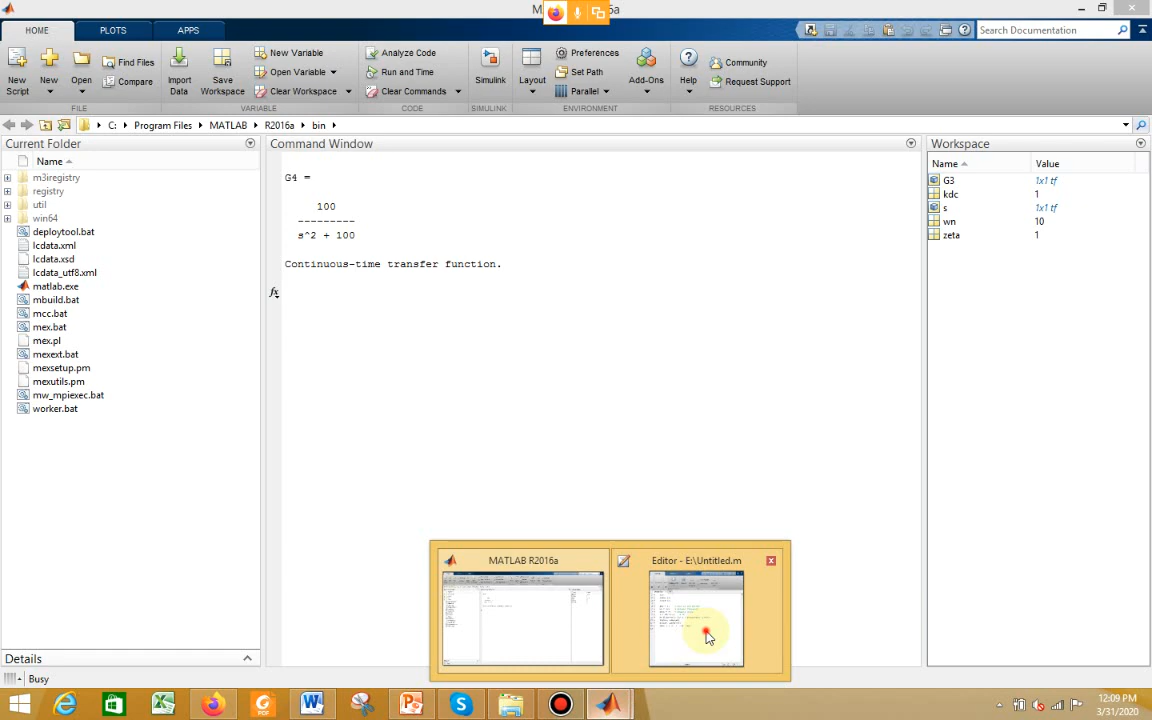 HOME
PLOTS
APPS
Search Documentation
New Script
New
Open
Find Files
Compare
FILE
Import Data
Save Workspace
New Variable
Open Variable
Clear Workspace
VARIABLE
Analyze Code
Run and Time
Clear Commands
CODE
Simulink
SIMULINK
Layout
Preferences
Set Path
Parallel
ENVIRONMENT
Add-Ons
Help
Community
Request Support
RESOURCES
C: Program Files MATLAB R2016a bin
Current Folder
Name
m3iregistry
registry
util
win64
deploytool.bat
lcdata.xml
lcdata.xsd
lcdata_utf8.xml
matlab.exe
mbuild.bat
mcc.bat
mex.bat
mex.pl
mexext.bat
mexsetup.pm
mexutils.pm
mw_mpiexec.bat
worker.bat
Details
Busy
Command Window
G4 =
100
---------
s^2 + 100
Continuous-time transfer function.
fx
Workspace
Name Value
G3 1x1 tf
kdc 1
s 1x1 tf
wn 10
zeta 1
MATLAB R2016a
Editor - E:\Untitled.m
12:09 PM
3/31/2020